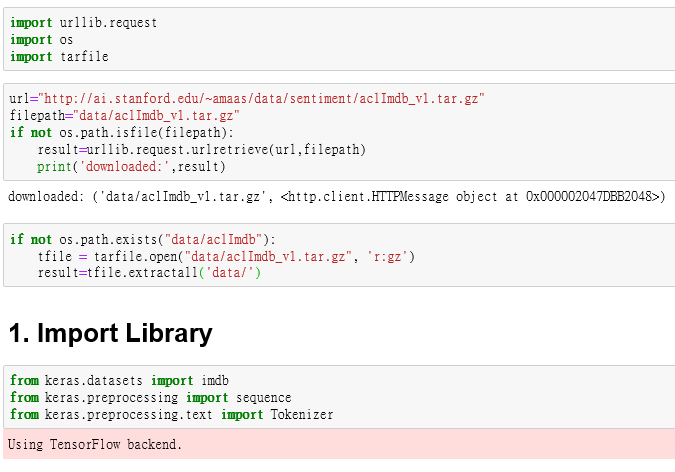 import urllib.request
import os
import tarfile
url="http://ai.stanford.edu/~amaas/data/sentiment/aclImdb_v1.tar.gz"
filepath="data/aclImdb_v1.tar.gz"
if not os.path.isfile(filepath):
    result=urllib.request.urlretrieve(url,filepath)
    print('downloaded:',result)
downloaded: ('data/aclImdb_v1.tar.gz', <http.client.HTTPMessage object at 0x000002047DBB2048>)
if not os.path.exists("data/aclImdb"):
    tfile = tarfile.open("data/aclImdb_v1.tar.gz", 'r:gz')
    result=tfile.extractall('data/')
1. Import Library
from keras.datasets import imdb
from keras.preprocessing import sequence
from keras.preprocessing.text import Tokenizer
Using TensorFlow backend.